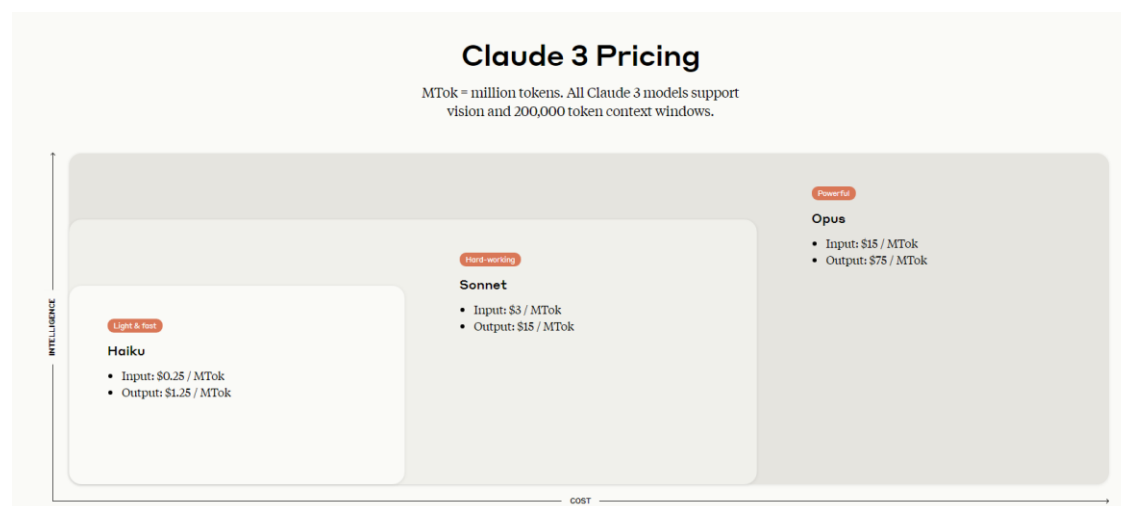 Claude 3 Pricing
MTok = million tokens. All Claude 3 models support
vision and 200,000 token context windows.
Powerful
Opus
• Input: $15 / MTok
• Output: $75 / MTok
Hard-working
Sonnet
• Input: $3 / MTok
• Output: $15 / MTok
Light & fast
Haiku
• Input: $0.25 / MTok
• Output: $1.25 / MTok
INTELLIGENCE
COST